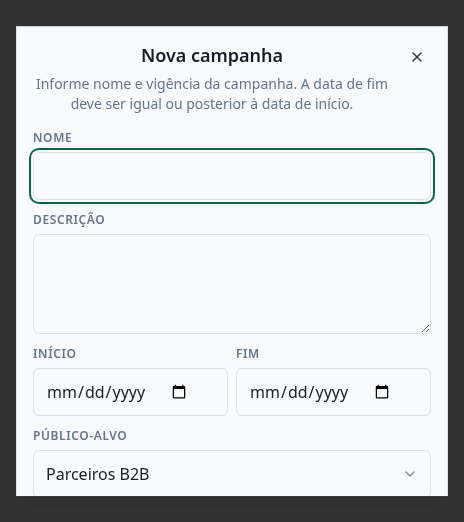 Nova campanha
Informe nome e vigência da campanha. A data de fim
deve ser igual ou posterior à data de início.
NOME
DESCRIÇÃO
INÍCIO FIM
mm/dd/yyyy mm/dd/yyyy
PÚBLICO-ALVO
Parceiros B2B